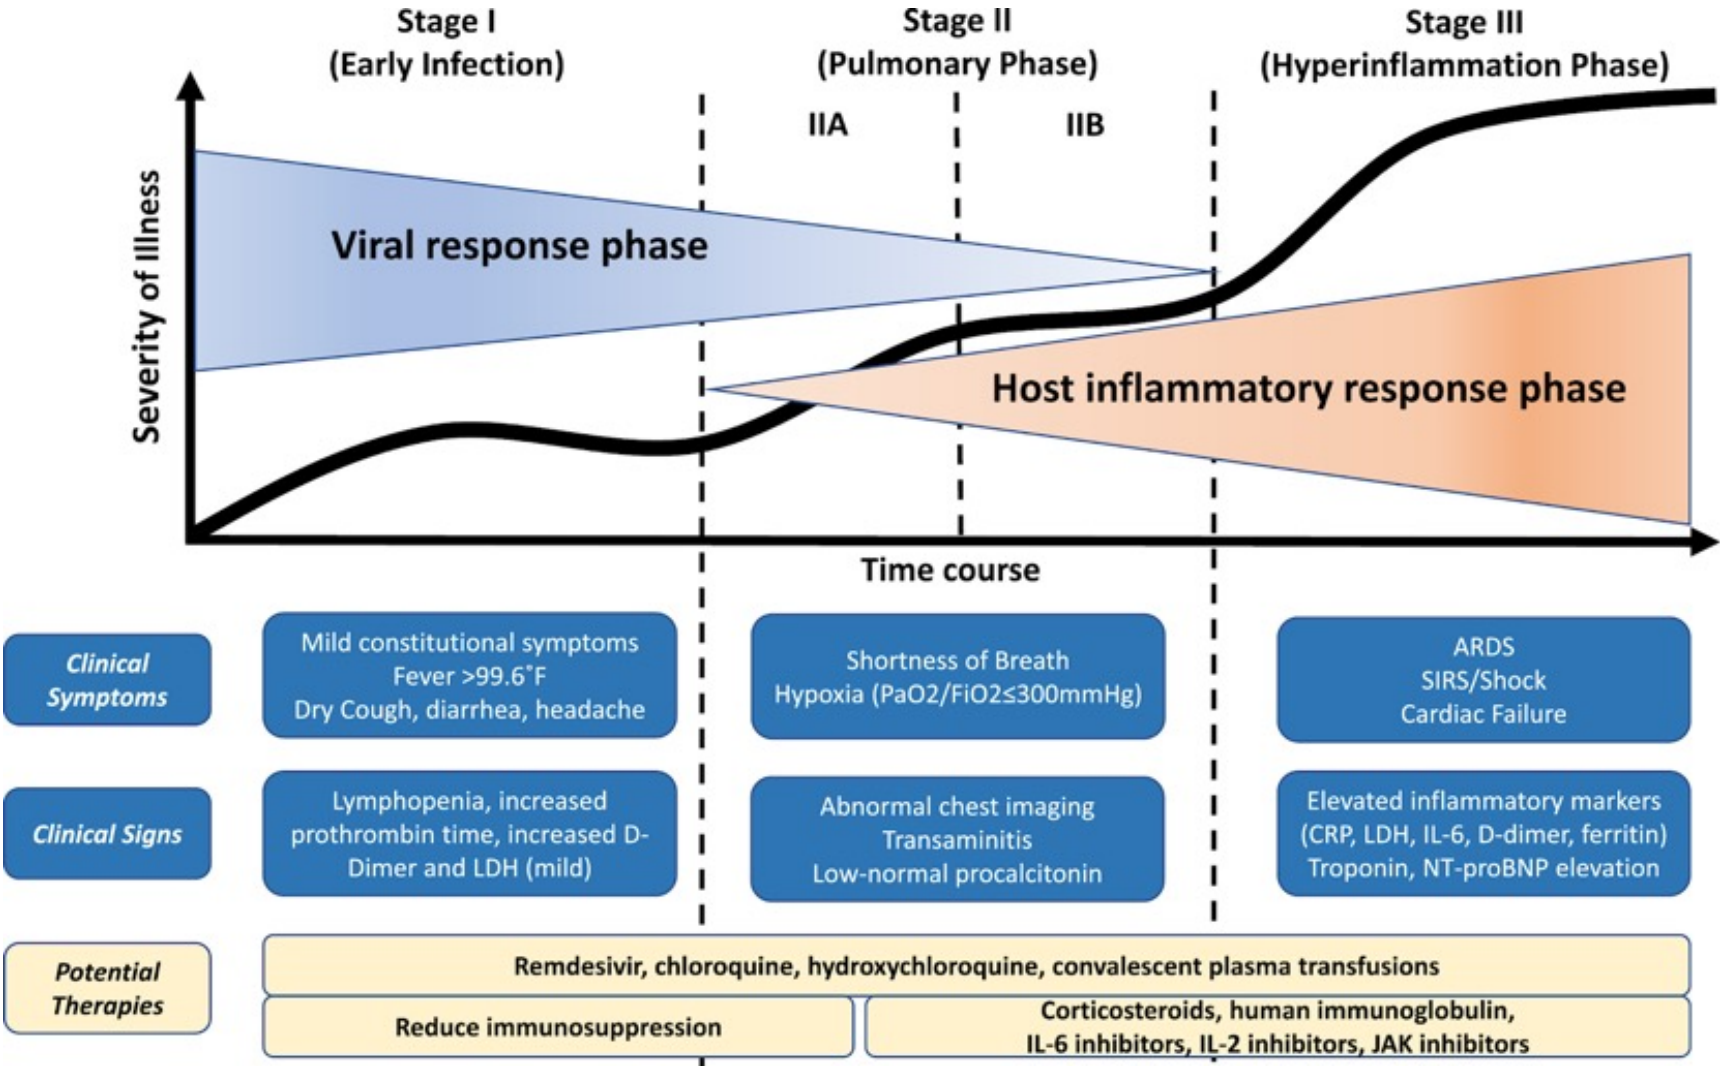 Stage I
(Early Infection)
Stage II
(Pulmonary Phase)
Stage III
(Hyperinflammation Phase)
IIA
IIB
Severity of Illness
Viral response phase
Host inflammatory response phase
Time course
Clinical
Symptoms
Mild constitutional symptoms
Fever >99.6°F
Dry Cough, diarrhea, headache
Shortness of Breath
Hypoxia (PaO2/FiO2≤300mmHg)
ARDS
SIRS/Shock
Cardiac Failure
Clinical Signs
Lymphopenia, increased
prothrombin time, increased D-
Dimer and LDH (mild)
Abnormal chest imaging
Transaminitis
Low-normal procalcitonin
Elevated inflammatory markers
(CRP, LDH, IL-6, D-dimer, ferritin)
Troponin, NT-proBNP elevation
Potential
Therapies
Remdesivir, chloroquine, hydroxychloroquine, convalescent plasma transfusions
Reduce immunosuppression
Corticosteroids, human immunoglobulin,
IL-6 inhibitors, IL-2 inhibitors, JAK inhibitors